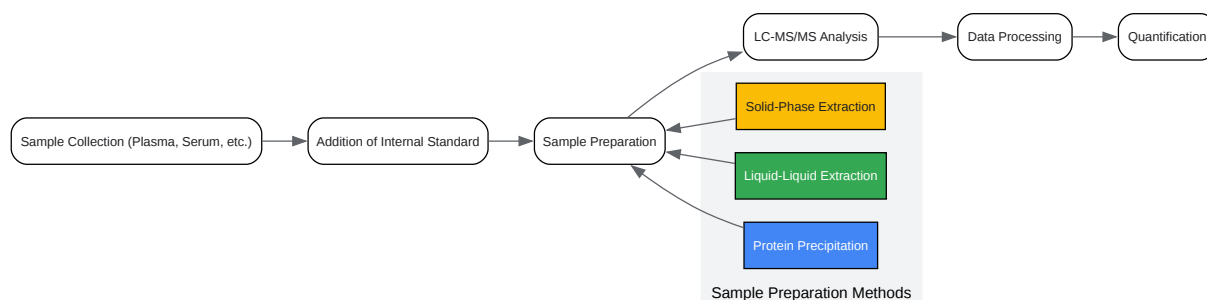 LC-MS/MS Analysis
Data Processing
Quantification
Solid-Phase Extraction
Sample Collection (Plasma, Serum, etc.)
Addition of Internal Standard
Sample Preparation
Liquid-Liquid Extraction
Protein Precipitation
Sample Preparation Methods